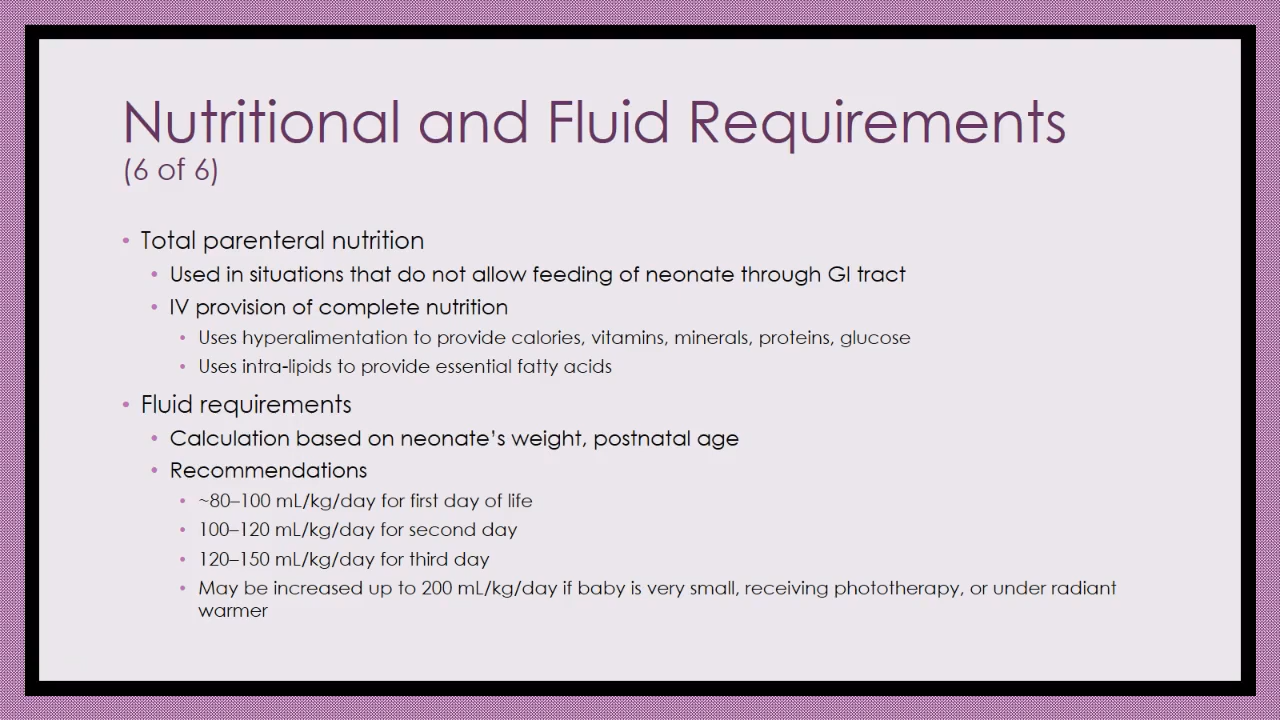 Nutritional and Fluid Requirements
(6 of 6)
• Total parenteral nutrition
• Used in situations that do not allow feeding of neonate through GI tract
• IV provision of complete nutrition
• Uses hyperalimentation to provide calories, vitamins, minerals, proteins, glucose
• Uses intra-lipids to provide essential fatty acids
• Fluid requirements
• Calculation based on neonate’s weight, postnatal age
• Recommendations
• ~80–100 mL/kg/day for first day of life
• 100–120 mL/kg/day for second day
• 120–150 mL/kg/day for third day
• May be increased up to 200 mL/kg/day if baby is very small, receiving phototherapy, or under radiant
warmer